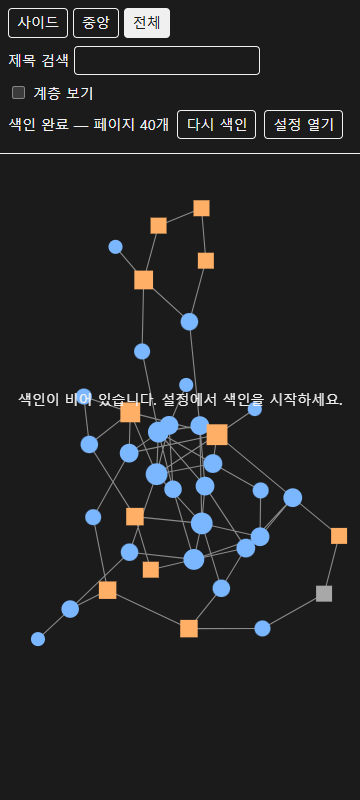 사이드 중앙 전체
제목 검색
계층 보기
색인 완료 — 페이지 40개 다시 색인 설정 열기
색인이 비어 있습니다. 설정에서 색인을 시작하세요.